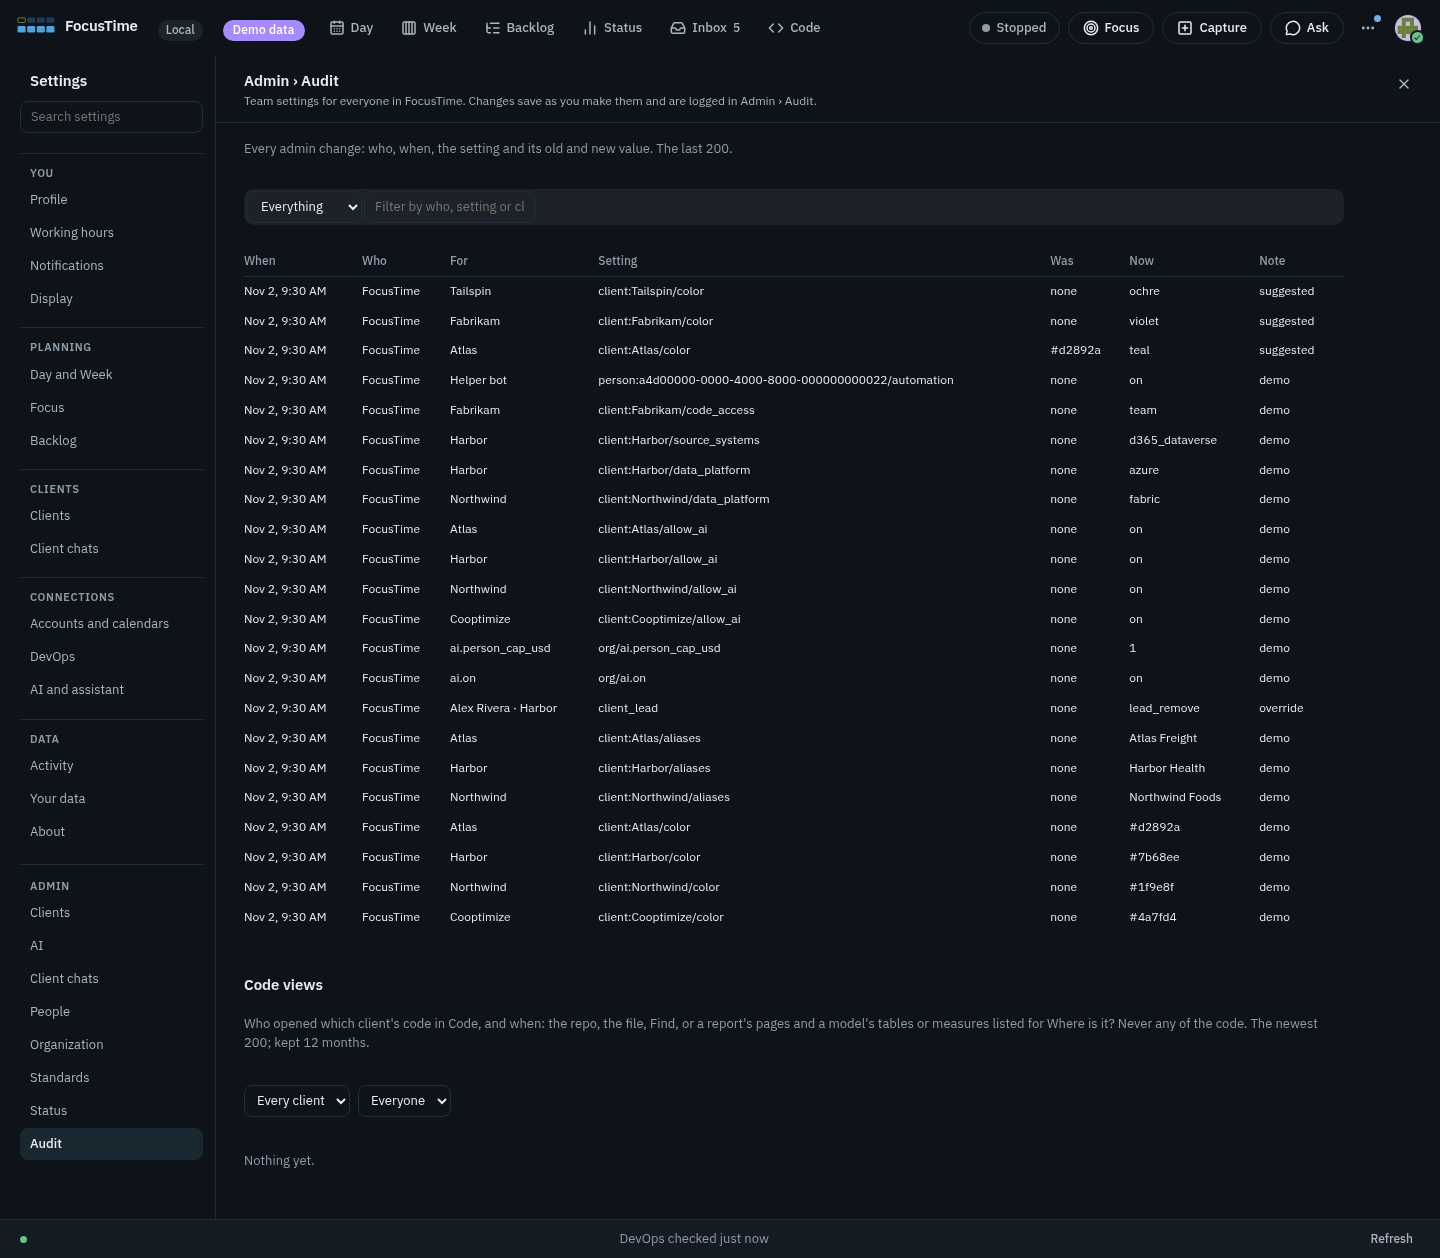 FocusTime Local Demo data Day Week Backlog Status Inbox 5 Code Stopped Focus Capture Ask
Settings
Search settings
YOU
Profile
Working hours
Notifications
Display
PLANNING
Day and Week
Focus
Backlog
CLIENTS
Clients
Client chats
CONNECTIONS
Accounts and calendars
DevOps
AI and assistant
DATA
Activity
Your data
About
ADMIN
Clients
AI
Client chats
People
Organization
Standards
Status
Audit
Admin › Audit
Team settings for everyone in FocusTime. Changes save as you make them and are logged in Admin › Audit.
Every admin change: who, when, the setting and its old and new value. The last 200.
Everything Filter by who, setting or cl
When Who For Setting Was Now Note
Nov 2, 9:30 AM FocusTime Tailspin client:Tailspin/color none ochre suggested
Nov 2, 9:30 AM FocusTime Fabrikam client:Fabrikam/color none violet suggested
Nov 2, 9:30 AM FocusTime Atlas client:Atlas/color #d2892a teal suggested
Nov 2, 9:30 AM FocusTime Helper bot person:a4d00000-0000-4000-8000-000000000022/automation none on demo
Nov 2, 9:30 AM FocusTime Fabrikam client:Fabrikam/code_access none team demo
Nov 2, 9:30 AM FocusTime Harbor client:Harbor/source_systems none d365_dataverse demo
Nov 2, 9:30 AM FocusTime Harbor client:Harbor/data_platform none azure demo
Nov 2, 9:30 AM FocusTime Northwind client:Northwind/data_platform none fabric demo
Nov 2, 9:30 AM FocusTime Atlas client:Atlas/allow_ai none on demo
Nov 2, 9:30 AM FocusTime Harbor client:Harbor/allow_ai none on demo
Nov 2, 9:30 AM FocusTime Northwind client:Northwind/allow_ai none on demo
Nov 2, 9:30 AM FocusTime Cooptimize client:Cooptimize/allow_ai none on demo
Nov 2, 9:30 AM FocusTime ai.person_cap_usd org/ai.person_cap_usd none 1 demo
Nov 2, 9:30 AM FocusTime ai.on org/ai.on none on demo
Nov 2, 9:30 AM FocusTime Alex Rivera · Harbor client_lead none lead_remove override
Nov 2, 9:30 AM FocusTime Atlas client:Atlas/aliases none Atlas Freight demo
Nov 2, 9:30 AM FocusTime Harbor client:Harbor/aliases none Harbor Health demo
Nov 2, 9:30 AM FocusTime Northwind client:Northwind/aliases none Northwind Foods demo
Nov 2, 9:30 AM FocusTime Atlas client:Atlas/color none #d2892a demo
Nov 2, 9:30 AM FocusTime Harbor client:Harbor/color none #7b68ee demo
Nov 2, 9:30 AM FocusTime Northwind client:Northwind/color none #1f9e8f demo
Nov 2, 9:30 AM FocusTime Cooptimize client:Cooptimize/color none #4a7fd4 demo
Code views
Who opened which client's code in Code, and when: the repo, the file, Find, or a report's pages and a model's tables or measures listed for Where is it? Never any of the code. The newest
200; kept 12 months.
Every client Everyone
Nothing yet.
DevOps checked just now Refresh